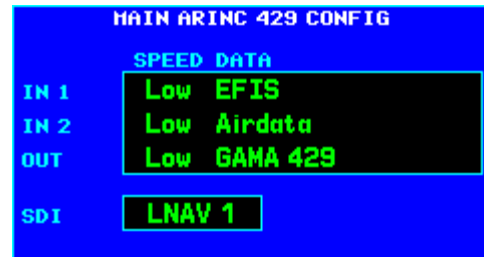 MAIN ARINC 429 CONFIG
SPEED DATA
IN 1 Low EFIS
IN 2 Low Airdata
OUT Low GAMA 429
SDI LNAV 1